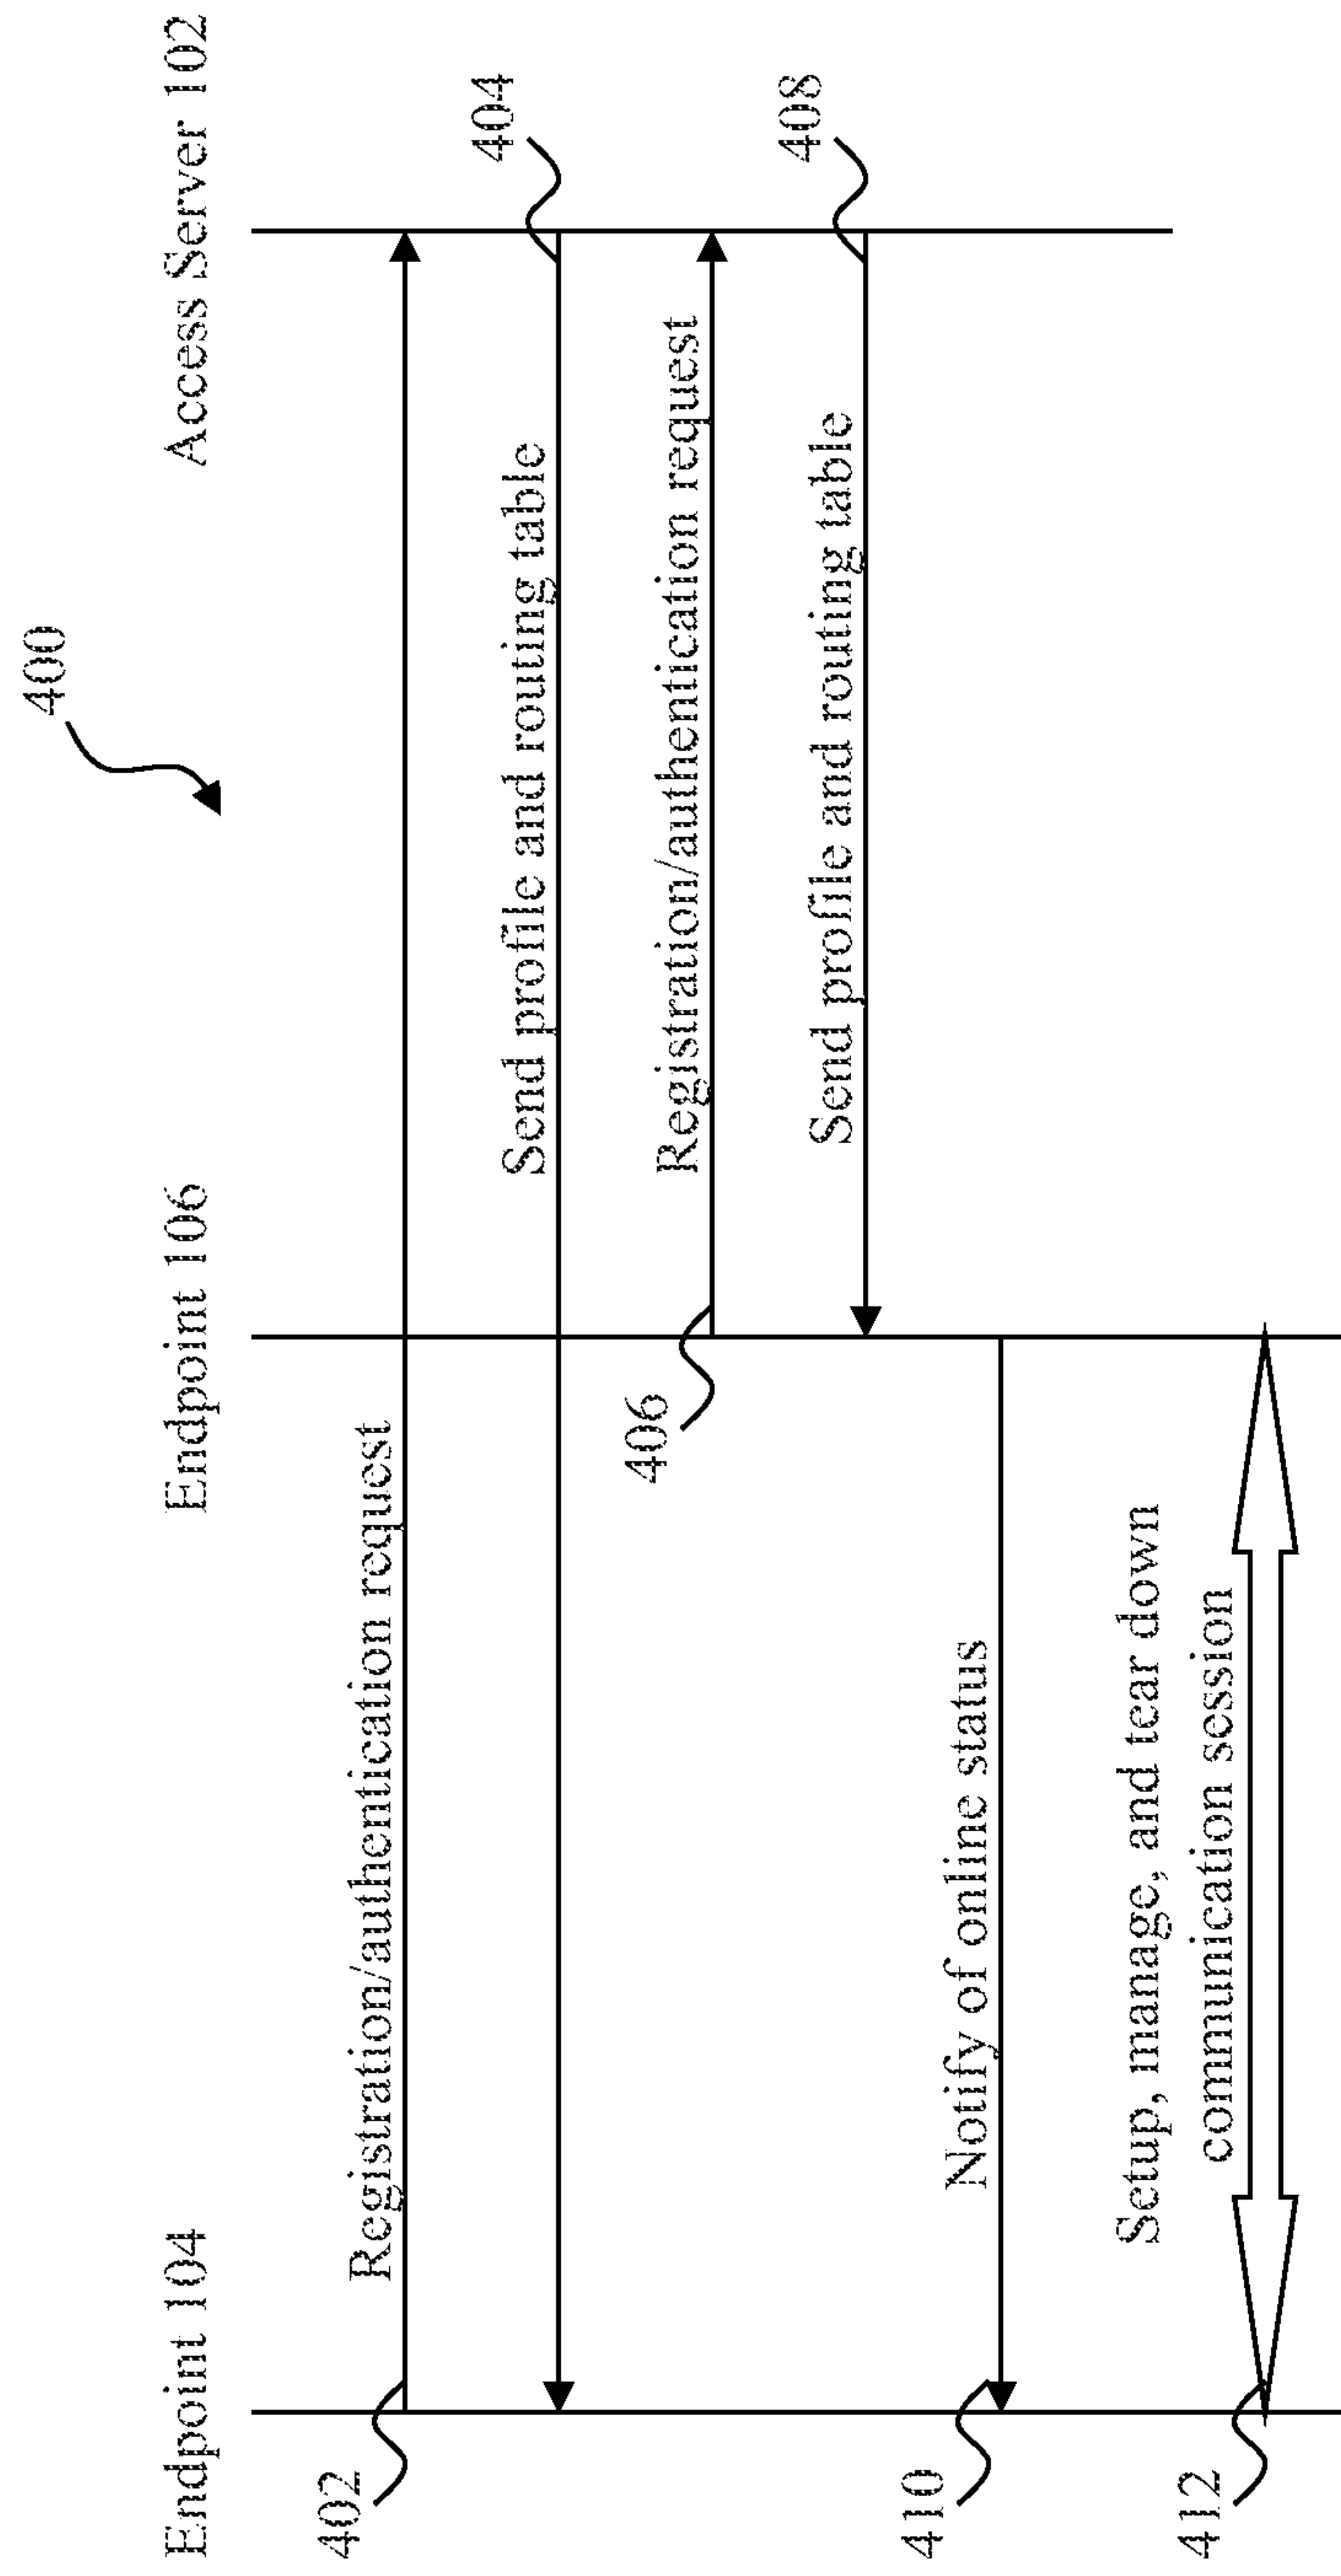 400
Endpoint 104
Endpoint 106
Access Server 102
402
Registration/authentication request
404
Send profile and routing table
406
Registration/authentication request
408
Send profile and routing table
410
Notify of online status
412
Setup, manage, and tear down
communication session